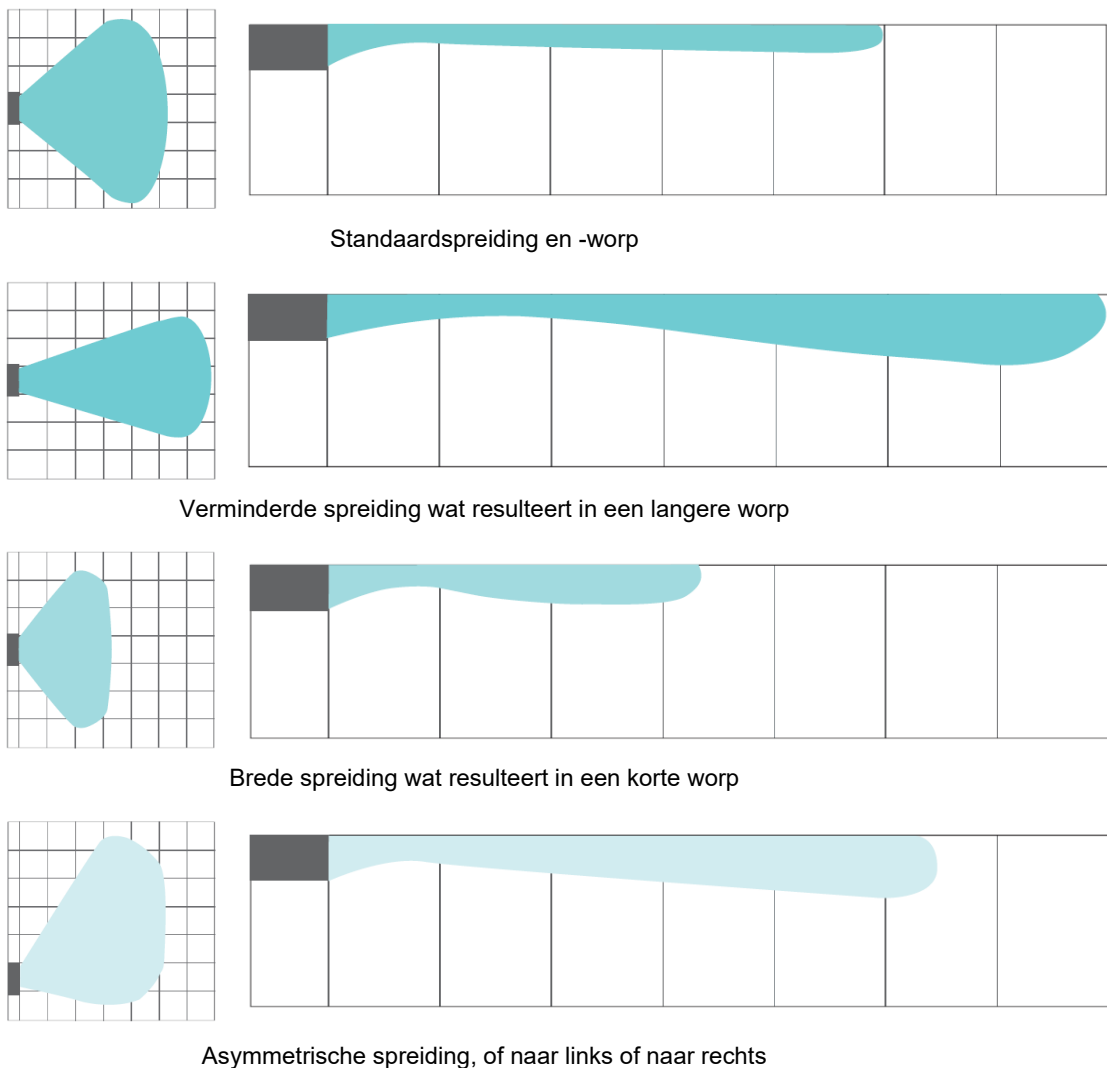 Standaardspreiding en -worp
Verminderde spreiding wat resulteert in een langere worp
Brede spreiding wat resulteert in een korte worp
Asymmetrische spreiding, of naar links of naar rechts